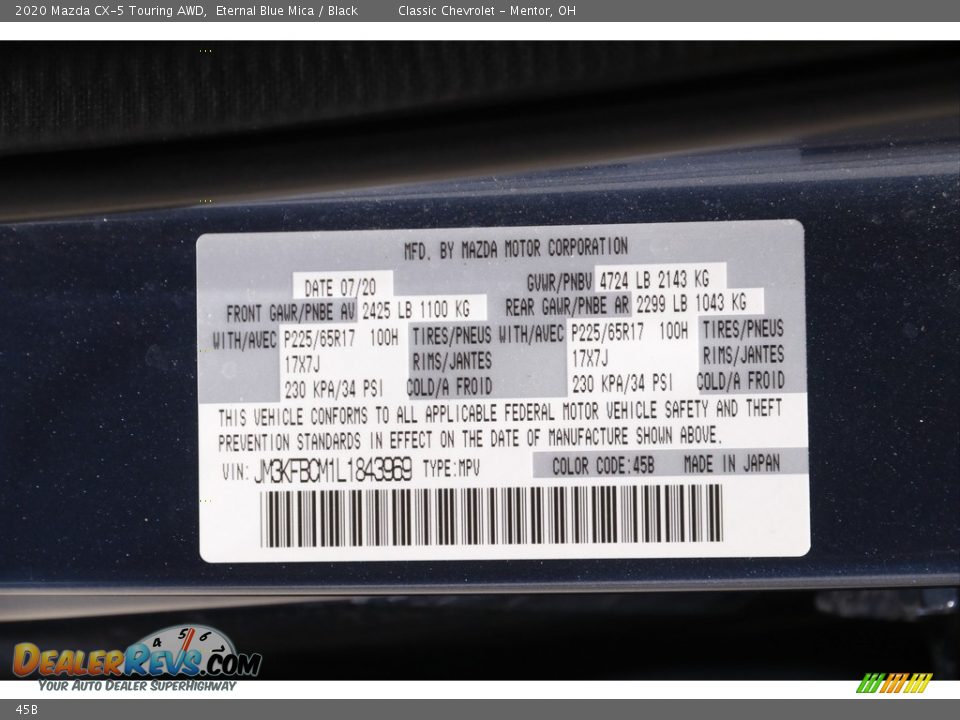 2020 Mazda CX-5 Touring AWD, Eternal Blue Mica / Black Classic Chevrolet - Mentor, OH
MFD. BY MAZDA MOTOR CORPORATION
DATE 07/20 GVWR/PNBV 4724 LB 2143 KG
FRONT GAWR/PNBE AV 2425 LB 1100 KG REAR GAWR/PNBE AR 2299 LB 1043 KG
WITH/AVEC P225/65R17 100H TIRES/PNEUS WITH/AVEC P225/65R17 100H TIRES/PNEUS
17X7J RIMS/JANTES 17X7J RIMS/JANTES
230 KPA/34 PSI COLD/A FROID 230 KPA/34 PSI COLD/A FROID
THIS VEHICLE CONFORMS TO ALL APPLICABLE FEDERAL MOTOR VEHICLE SAFETY AND THEFT
PREVENTION STANDARDS IN EFFECT ON THE DATE OF MANUFACTURE SHOWN ABOVE.
VIN: JM3KFBCM1L1843969 TYPE:MPV COLOR CODE:45B MADE IN JAPAN
4 5 6
DEALERREVS.COM
YOUR AUTO DEALER SUPERHIGHWAY
45B